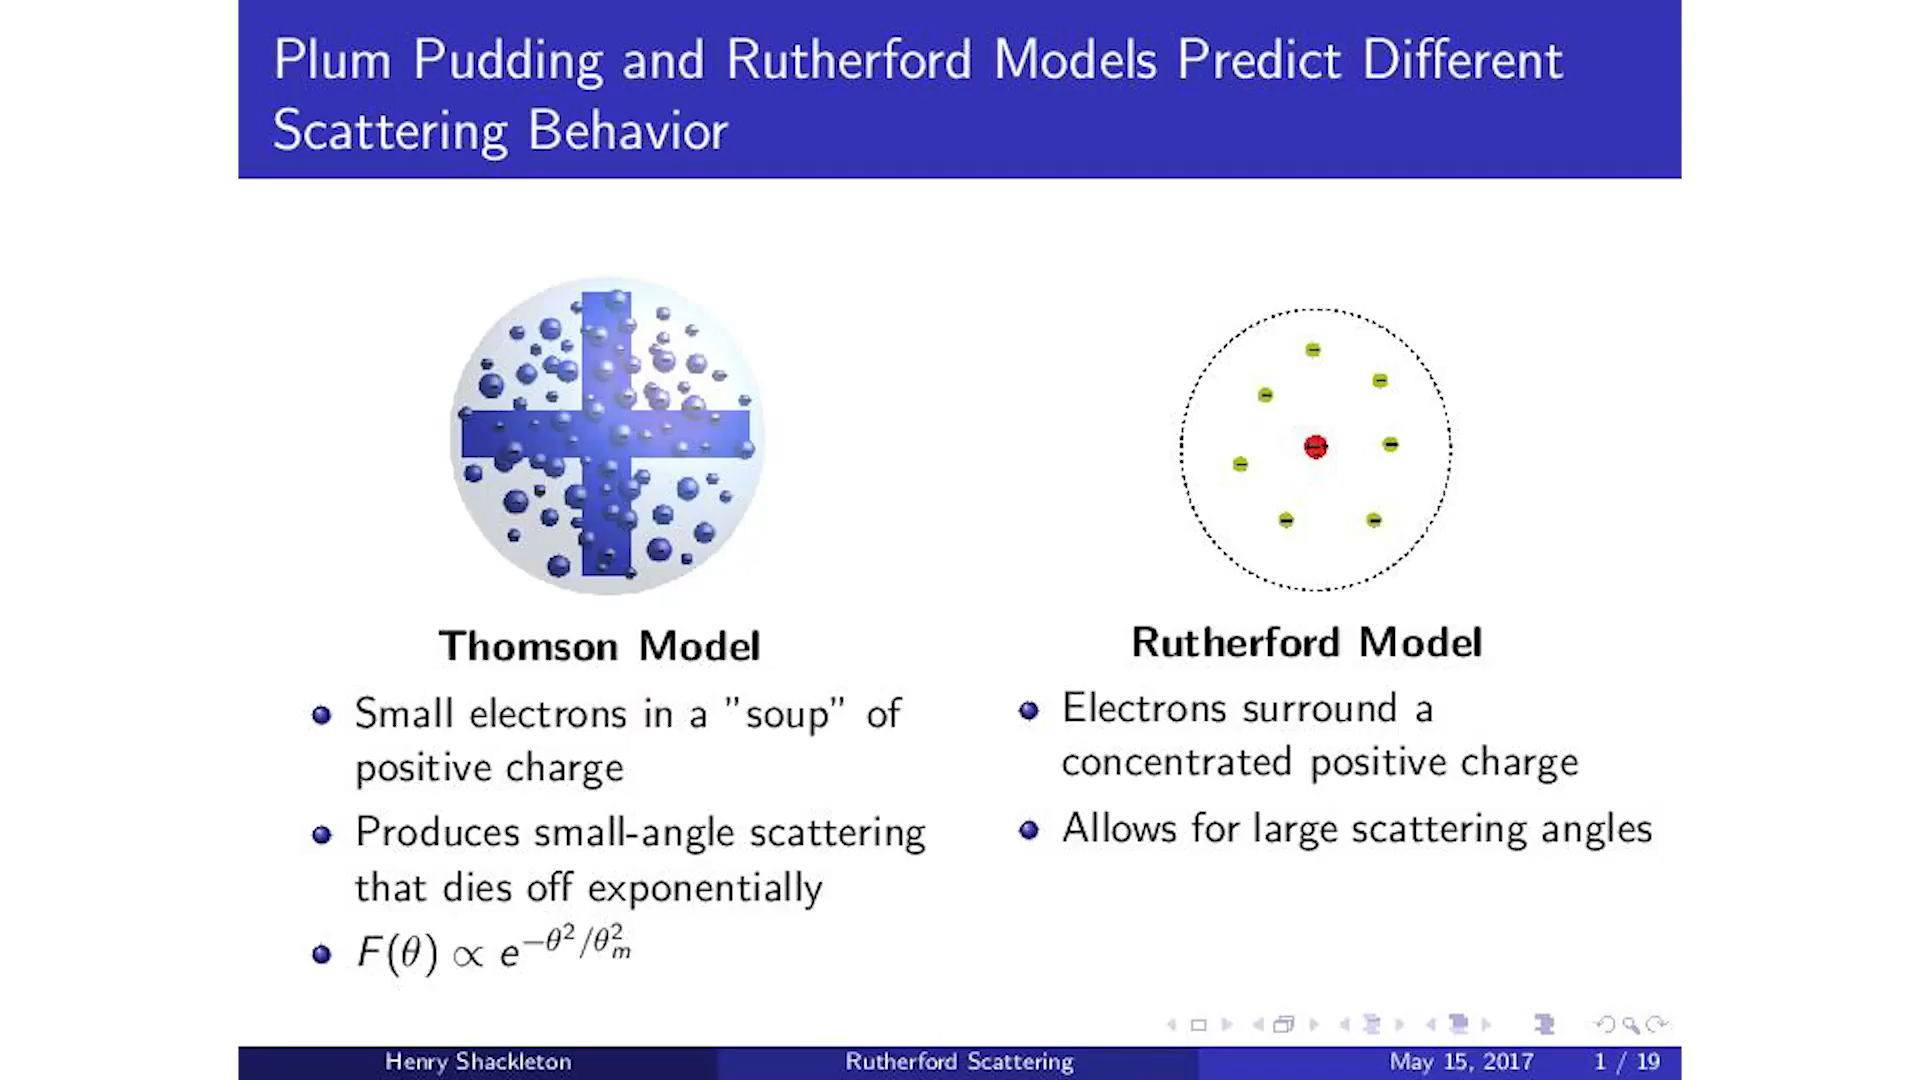 Plum Pudding and Rutherford Models Predict Different
Scattering Behavior
Thomson Model
Small electrons in a ”soup” of
positive charge
Produces small-angle scattering
that dies off exponentially
F(θ) ∝ e^{−θ²/θ_m²}
Rutherford Model
Electrons surround a
concentrated positive charge
Allows for large scattering angles
Henry Shackleton
Rutherford Scattering
May 15, 2017
1 / 19